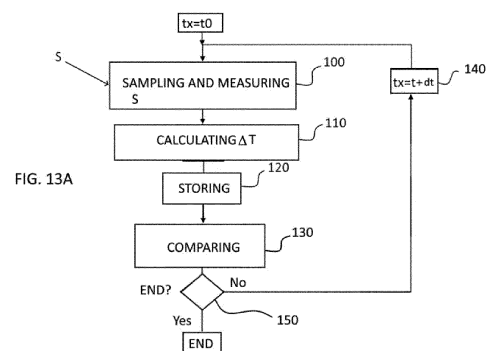 tx=t0
S
SAMPLING AND MEASURING
S
100
tx=t+dt
140
CALCULATING ΔT
110
FIG. 13A
STORING
120
COMPARING
130
END?
No
Yes
150
END